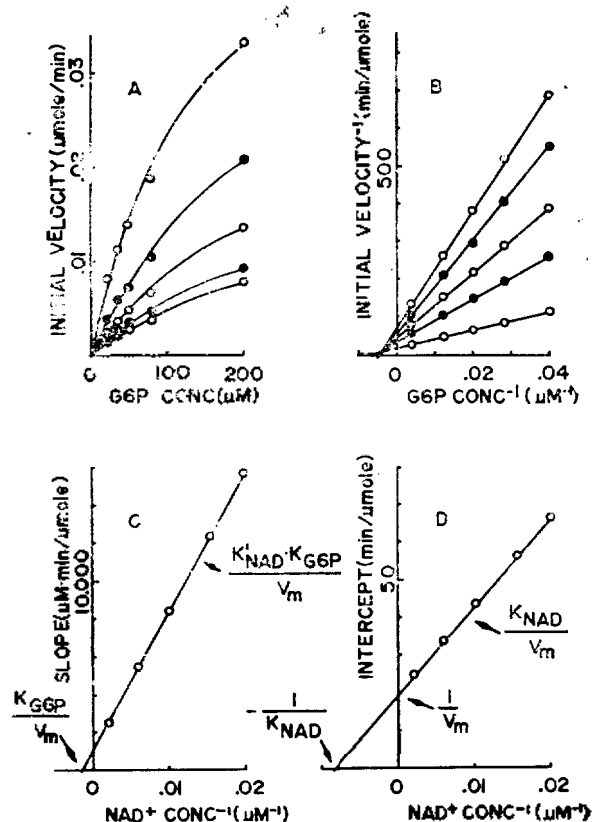 A
INITIAL VELOCITY (µmole/min)
.03
.02
.01
0
100
200
G6P CONC (µM)
B
INITIAL VELOCITY⁻¹ (min/µmole)
500
0
.02
.04
G6P CONC⁻¹ (µM⁻¹)
C
SLOPE (µM·min/µmole)
10,000
K'NAD·KG6P
Vm
KG6P
Vm
0
.01
.02
NAD⁺ CONC⁻¹ (µM⁻¹)
D
INTERCEPT (min/µmole)
50
KNAD
Vm
- 1
KNAD
1
Vm
0
.01
.02
NAD⁺ CONC⁻¹ (µM⁻¹)